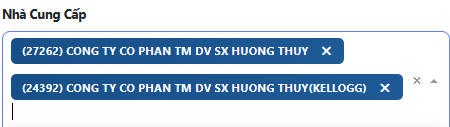 Nhà Cung Cấp
(27262) CONG TY CO PHAN TM DV SX HUONG THUY ×
(24392) CONG TY CO PHAN TM DV SX HUONG THUY(KELLOGG) ×